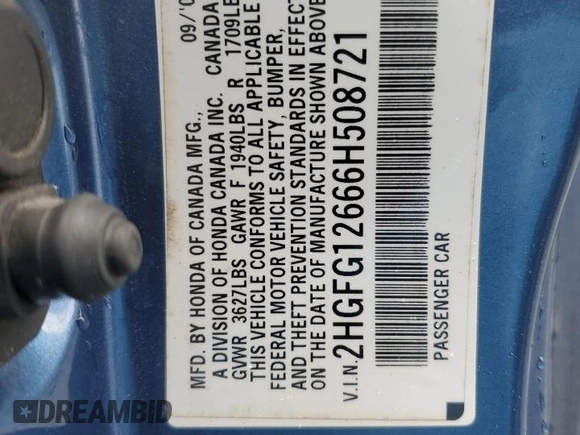 09/'0
MFD. BY HONDA OF CANADA MFG.,
A DIVISION OF HONDA CANADA INC. CANADA
GVWR 3627LBS GAWR F 1940LBS R 1709LB
THIS VEHICLE CONFORMS TO ALL APPLICABLE
FEDERAL MOTOR VEHICLE SAFETY, BUMPER,
AND THEFT PREVENTION STANDARDS IN EFFECT
ON THE DATE OF MANUFACTURE SHOWN ABOVE
V.I.N. 2HGFG12666H508721
PASSENGER CAR
DREAMBID